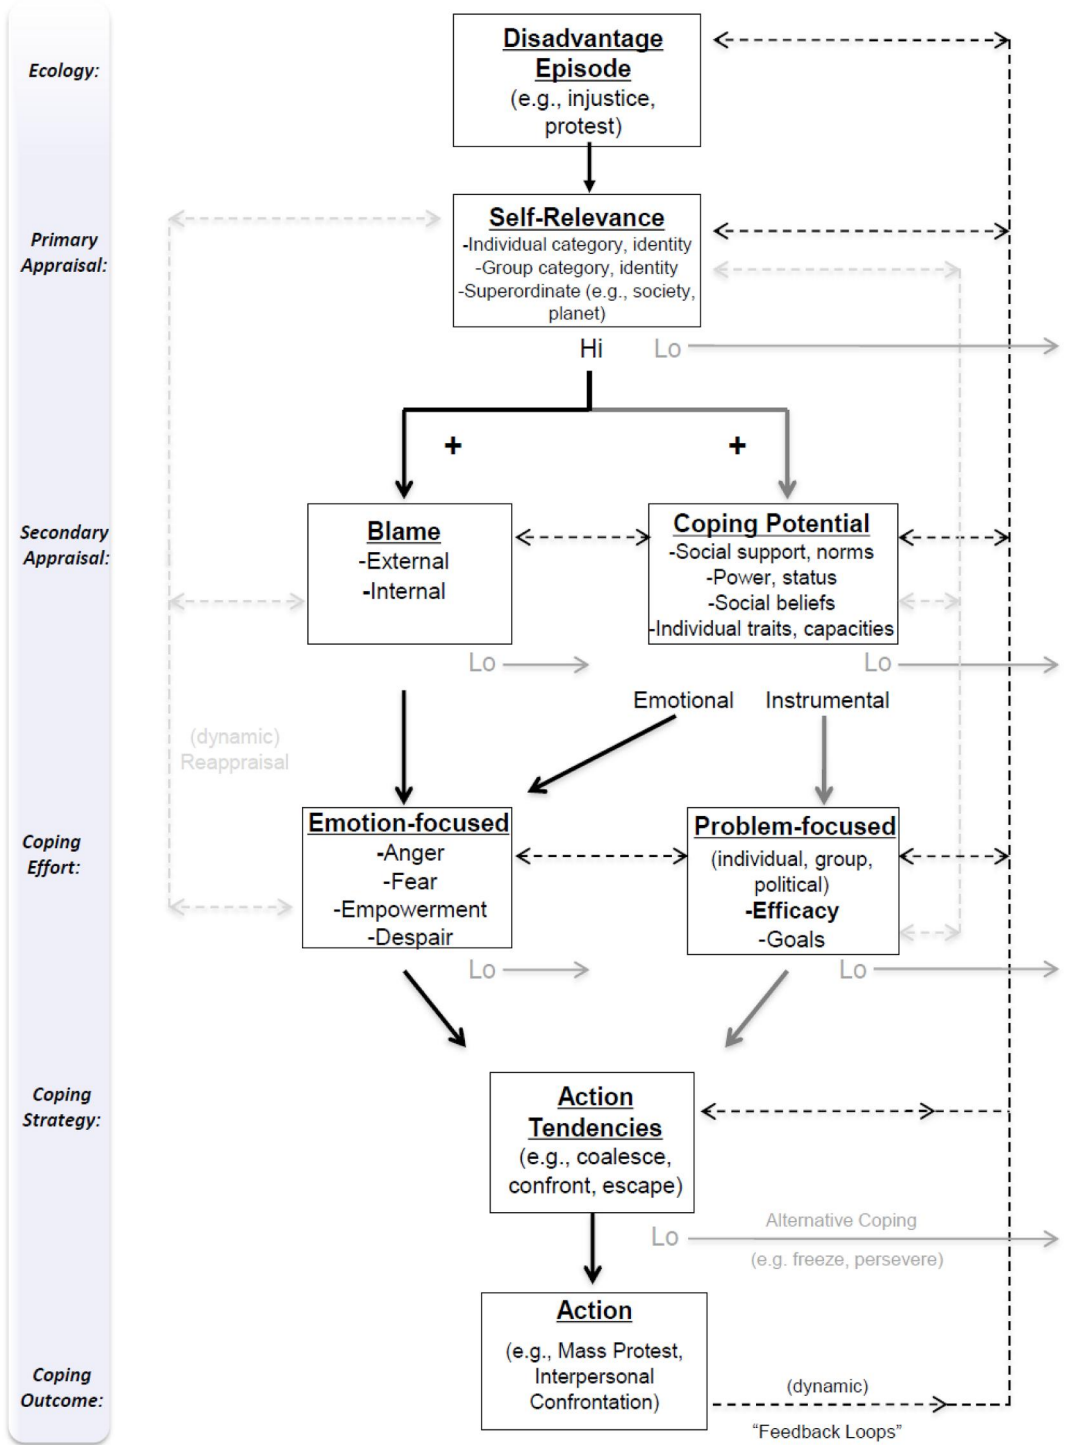 Ecology:
Disadvantage
Episode
(e.g., injustice,
protest)
Primary
Appraisal:
Self-Relevance
-Individual category, identity
-Group category, identity
-Superordinate (e.g., society,
planet)
Hi
Lo
+
+
Secondary
Appraisal:
Blame
-External
-Internal
Lo
Coping Potential
-Social support, norms
-Power, status
-Social beliefs
-Individual traits, capacities
Lo
Emotional
Instrumental
(dynamic)
Reappraisal
Coping
Effort:
Emotion-focused
-Anger
-Fear
-Empowerment
-Despair
Lo
Problem-focused
(individual, group,
political)
-Efficacy
-Goals
Lo
Coping
Strategy:
Action
Tendencies
(e.g., coalesce,
confront, escape)
Lo
Alternative Coping
(e.g. freeze, persevere)
Coping
Outcome:
Action
(e.g., Mass Protest,
Interpersonal
Confrontation)
(dynamic)
“Feedback Loops”